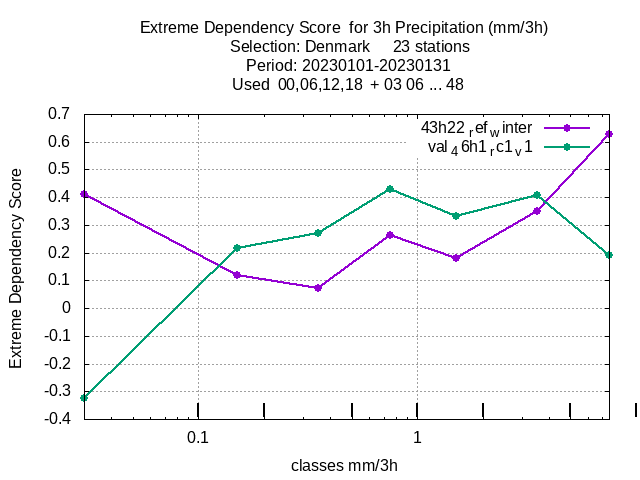 Extreme Dependency Score  for 3h Precipitation (mm/3h)
Selection: Denmark     23 stations
Period: 20230101-20230131
Used  00,06,12,18  + 03 06 ... 48
43h22 ref winter
val 46h1 rc1 v1
0.7
0.6
0.5
0.4
0.3
0.2
0.1
0
-0.1
-0.2
-0.3
-0.4
Extreme Dependency Score
0.1 1
classes mm/3h